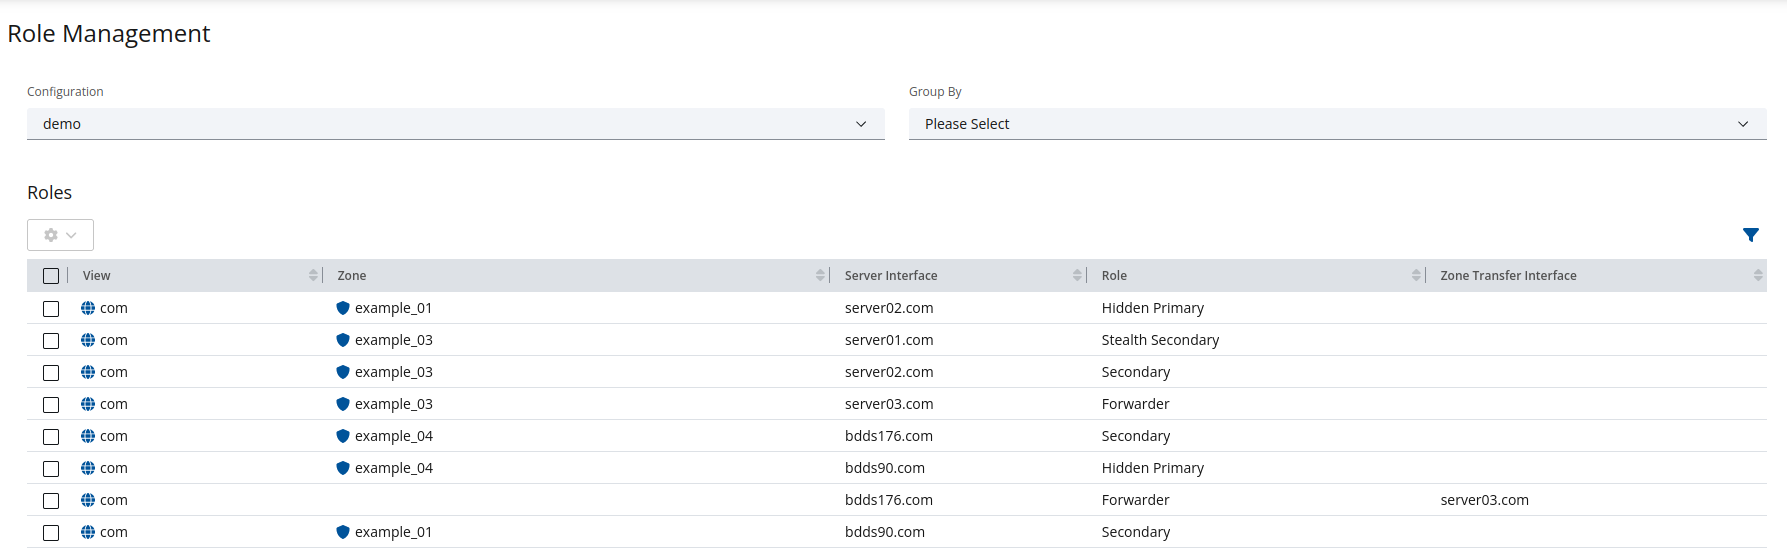 Role Management
Configuration Group By
demo Please Select
Roles
View Zone Server Interface Role Zone Transfer Interface
com example_01 server02.com Hidden Primary
com example_03 server01.com Stealth Secondary
com example_03 server02.com Secondary
com example_03 server03.com Forwarder
com example_04 bdds176.com Secondary
com example_04 bdds90.com Hidden Primary
com bdds176.com Forwarder server03.com
com example_01 bdds90.com Secondary